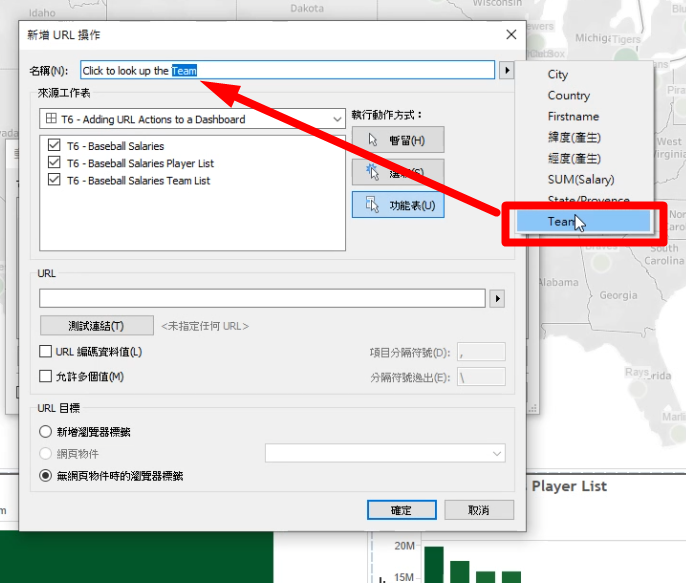 Idaho
Dakota
Wisconsin
新增 URL 操作
Tigers
名稱(N):
Click to look up the Team
City
來源工作表
Country
T6 - Adding URL Actions to a Dashboard
執行動作方式：
Firstname
T6 - Baseball Salaries
暫留(H)
緯度(產生)
West
Virginia
T6 - Baseball Salaries Player List
經度(產生)
T6 - Baseball Salaries Team List
SUM(Salary)
State/Province
功能表(U)
Team
South
Carolina
URL
Alabama
Georgia
測試連結(T)
<未指定任何 URL>
URL 編碼資料值(L)
項目分隔符號(D):
,
允許多個值(M)
分隔符號逸出(E):
\
Rays
URL 目標
新增瀏覽器標籤
網頁物件
無網頁物件時的瀏覽器標籤
Player List
確定
取消
20M
15M